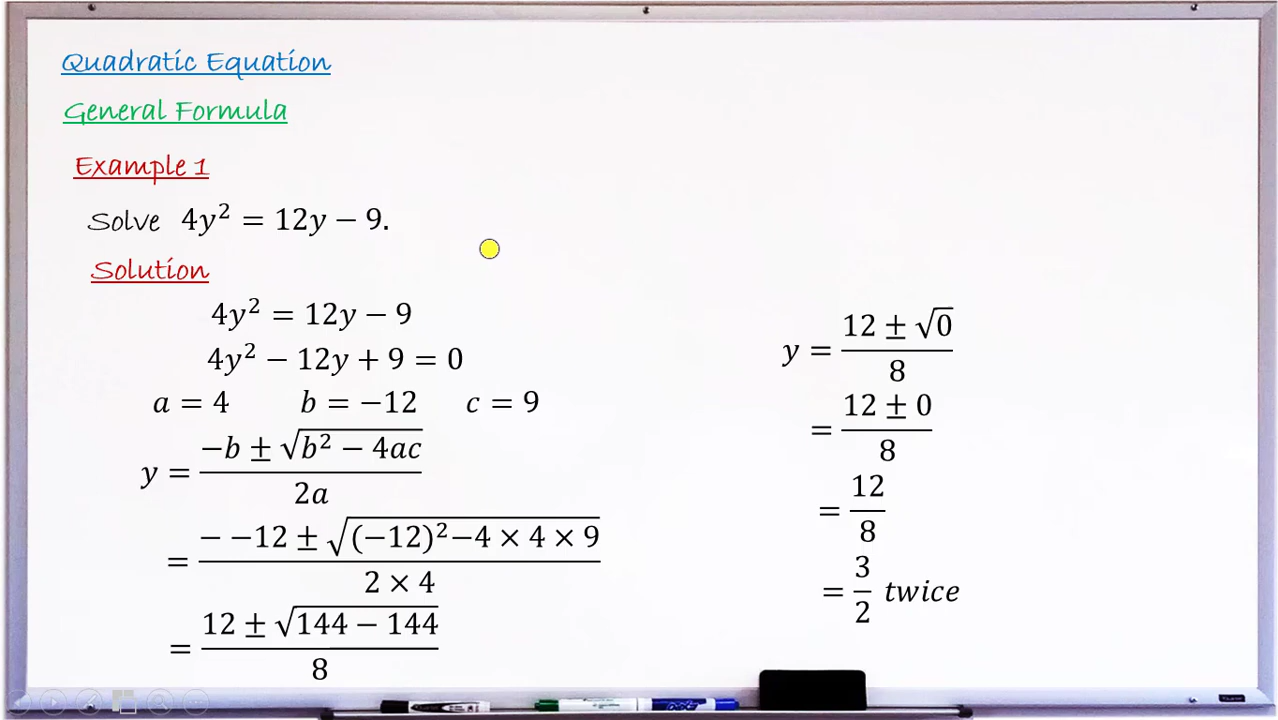 Quadratic Equation
General Formula
Example 1
Solve 4y² = 12y − 9.
Solution
4y² = 12y − 9
4y² − 12y + 9 = 0
a = 4 b = −12 c = 9
y = (−b ± √(b² − 4ac))/(2a)
= (− −12 ± √((−12)²−4 × 4 × 9))/(2 × 4)
= (12 ± √(144 − 144))/8
y = (12 ± √0)/8
= (12 ± 0)/8
= 12/8
= 3/2 twice